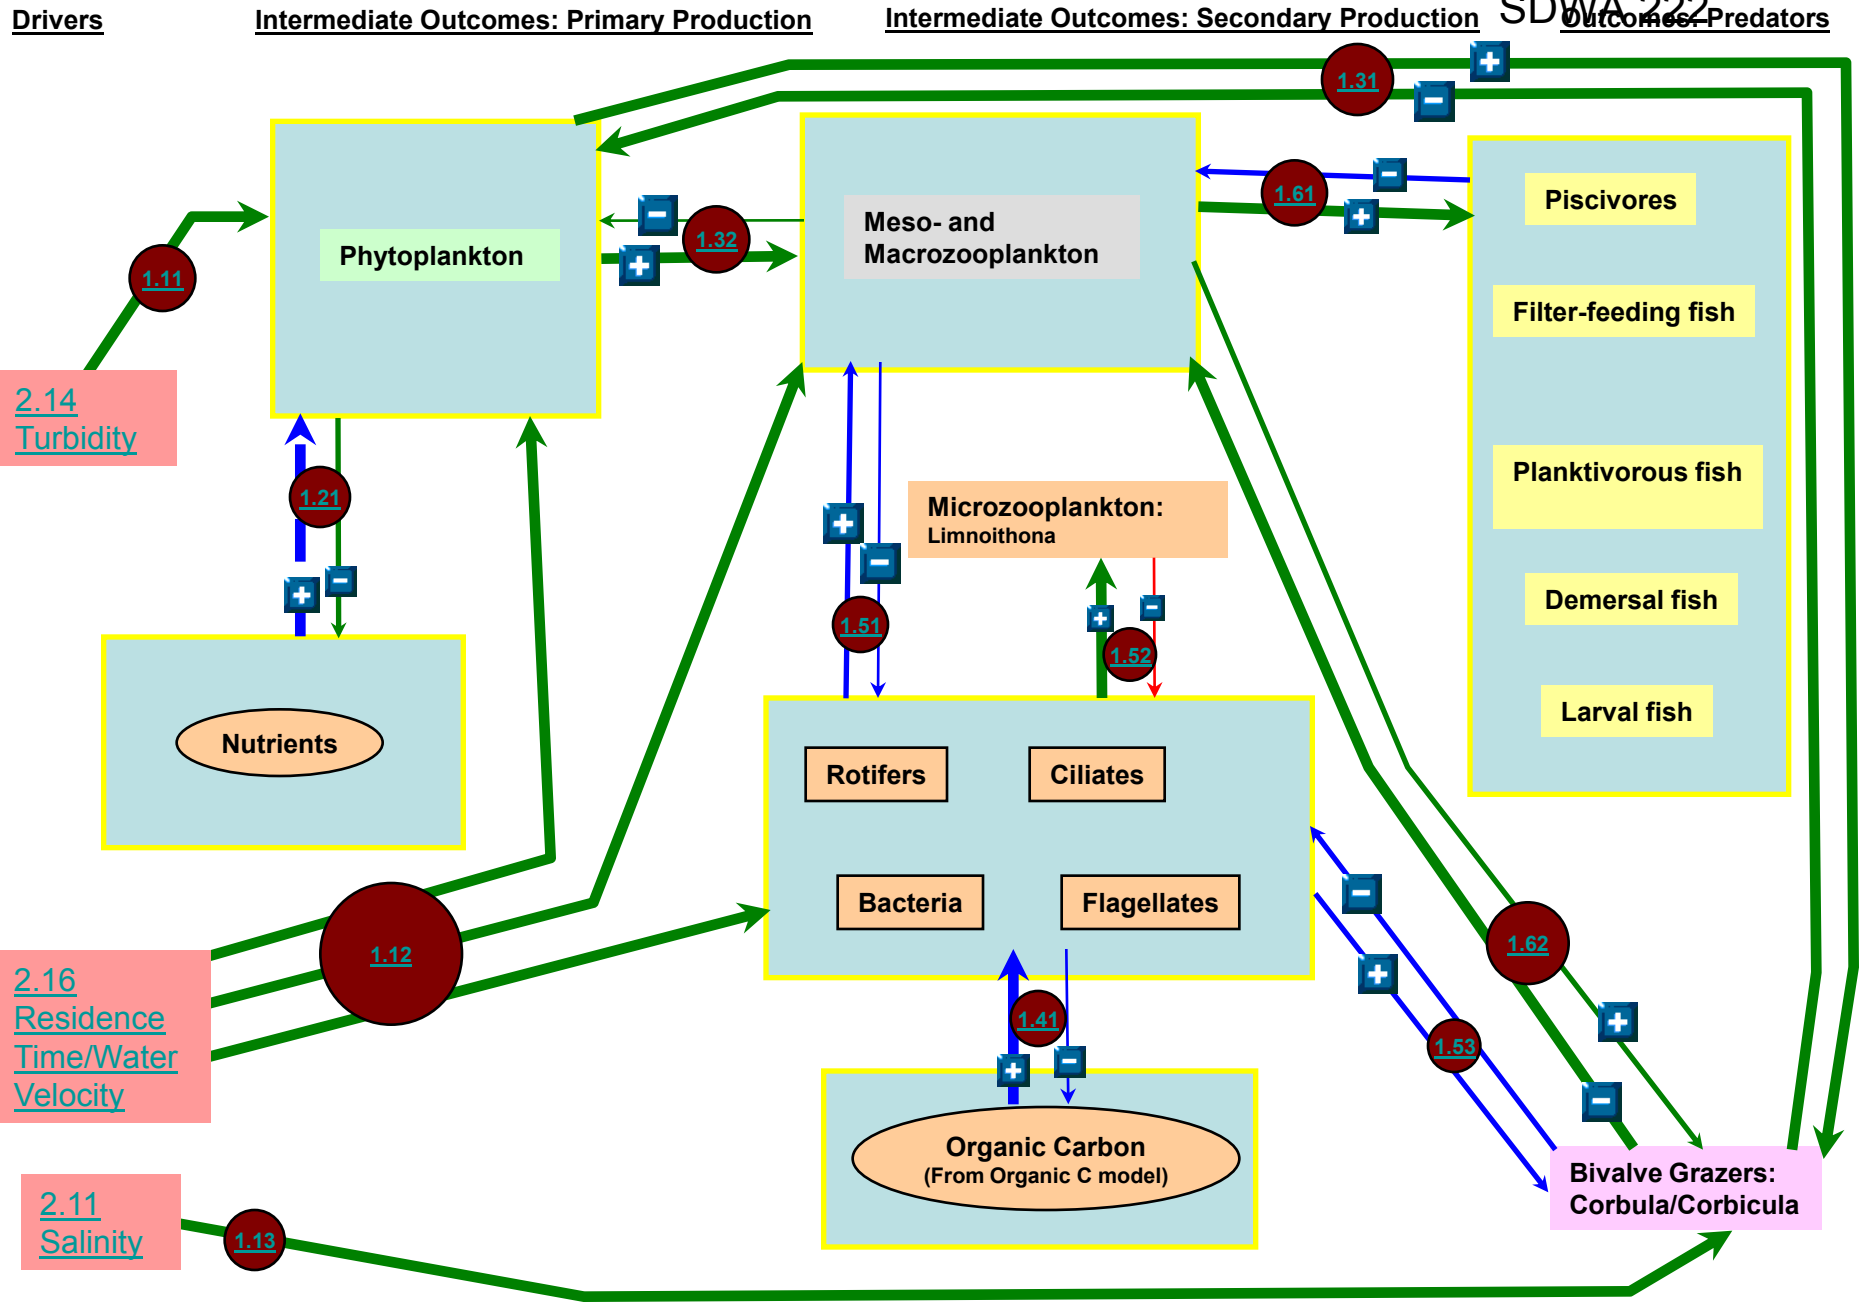 Drivers
Intermediate Outcomes: Primary Production
Intermediate Outcomes: Secondary Production
SDWA 222
Outcomes: Predators
1.31
Piscivores
1.61
Meso- and
Macrozooplankton
1.32
Phytoplankton
1.11
Filter-feeding fish
2.14
Turbidity
1.21
Planktivorous fish
Microzooplankton:
Limnoithona
1.51
1.52
Demersal fish
Larval fish
Nutrients
Rotifers
Ciliates
Bacteria
Flagellates
1.12
1.62
2.16
Residence
Time/Water
Velocity
1.41
1.53
Organic Carbon
(From Organic C model)
Bivalve Grazers:
Corbula/Corbicula
2.11
Salinity
1.13